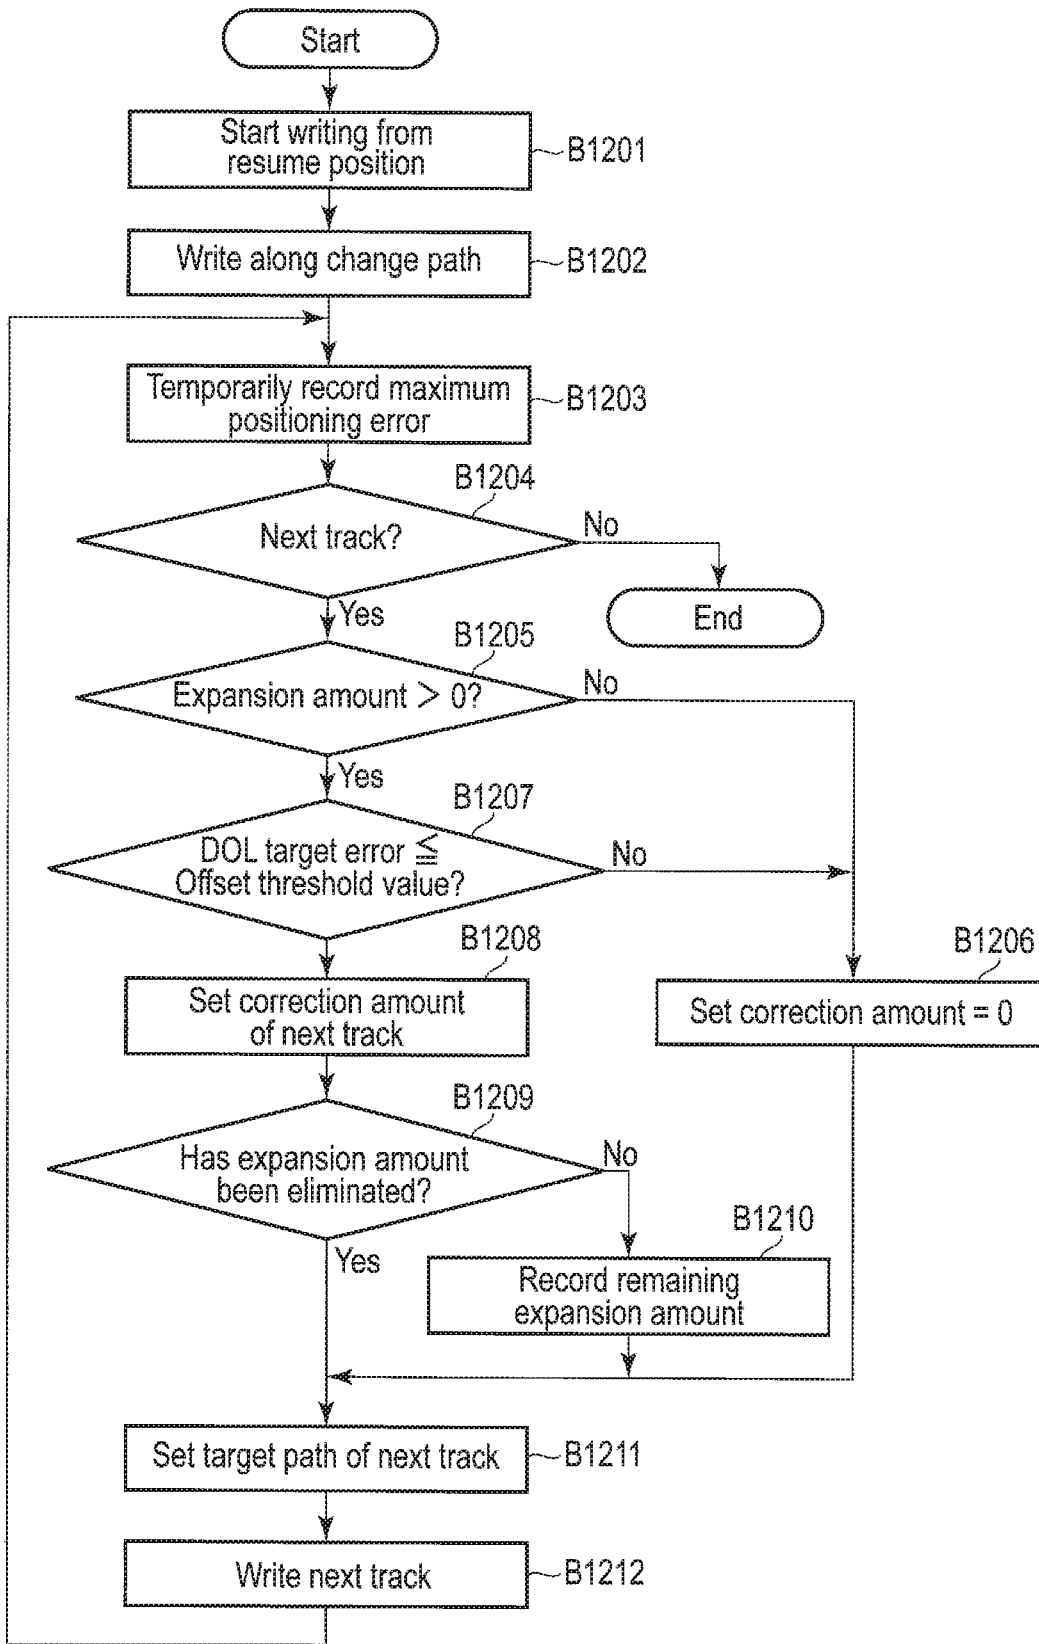 Start
Start writing from
resume position
B1201
Write along change path
B1202
Temporarily record maximum
positioning error
B1203
B1204
Next track?
No
End
Yes
B1205
Expansion amount > 0?
No
Yes
B1207
DOL target error ≦
Offset threshold value?
No
B1208
Set correction amount
of next track
B1206
Set correction amount = 0
B1209
Has expansion amount
been eliminated?
No
B1210
Record remaining
expansion amount
Yes
Set target path of next track
B1211
Write next track
B1212